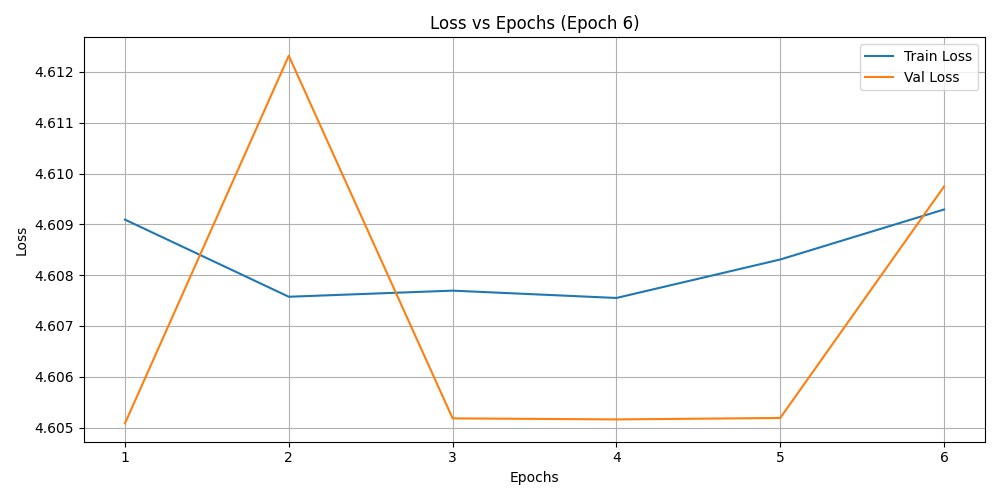 Loss vs Epochs (Epoch 6)
Train Loss
Val Loss
4.612
4.611
4.610
4.609
4.608
4.607
4.606
4.605
Loss
1 2 3 4 5 6
Epochs